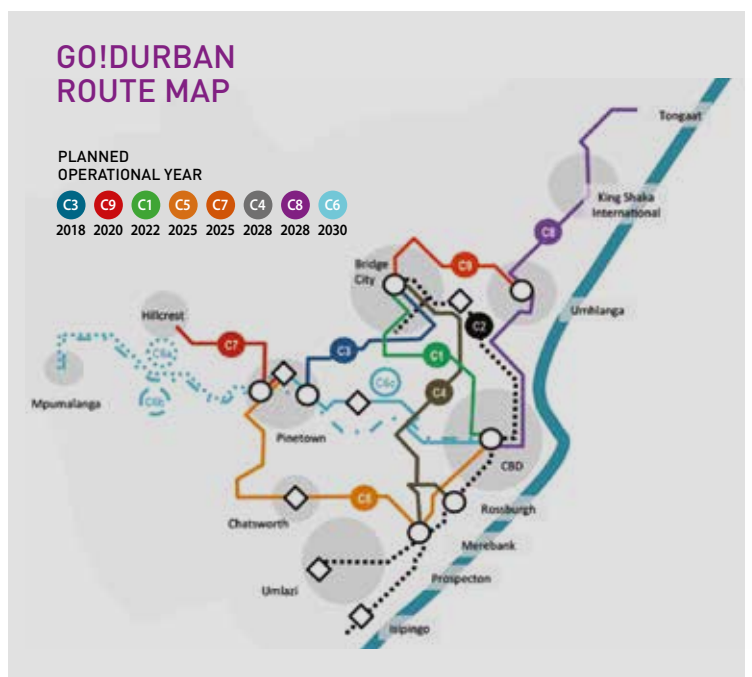 GO!DURBAN
ROUTE MAP
PLANNED
OPERATIONAL YEAR
C3 C9 C1 C5 C7 C4 C8 C6
2018 2020 2022 2025 2025 2028 2028 2030
Tongaat
King Shaka
International
C8
Bridge
City
C9
Umhlanga
Hillcrest
C7
C3
C2
C1
C6a
C6b
C6c
C4
Mpumalanga
Pinetown
CBD
C5
Chatsworth
Rossburgh
Merebank
Prospecton
Umlazi
Isipingo